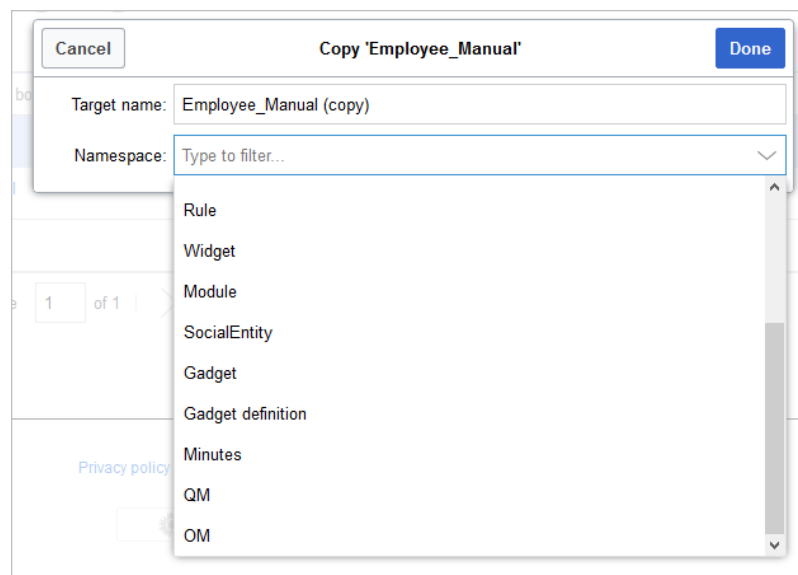 Cancel
Copy 'Employee_Manual'
Done
bo
Target name:
Employee_Manual (copy)
Namespace:
Type to filter...
Rule
Widget
Module
1
of 1
SocialEntity
Gadget
Gadget definition
Minutes
Privacy policy
QM
OM